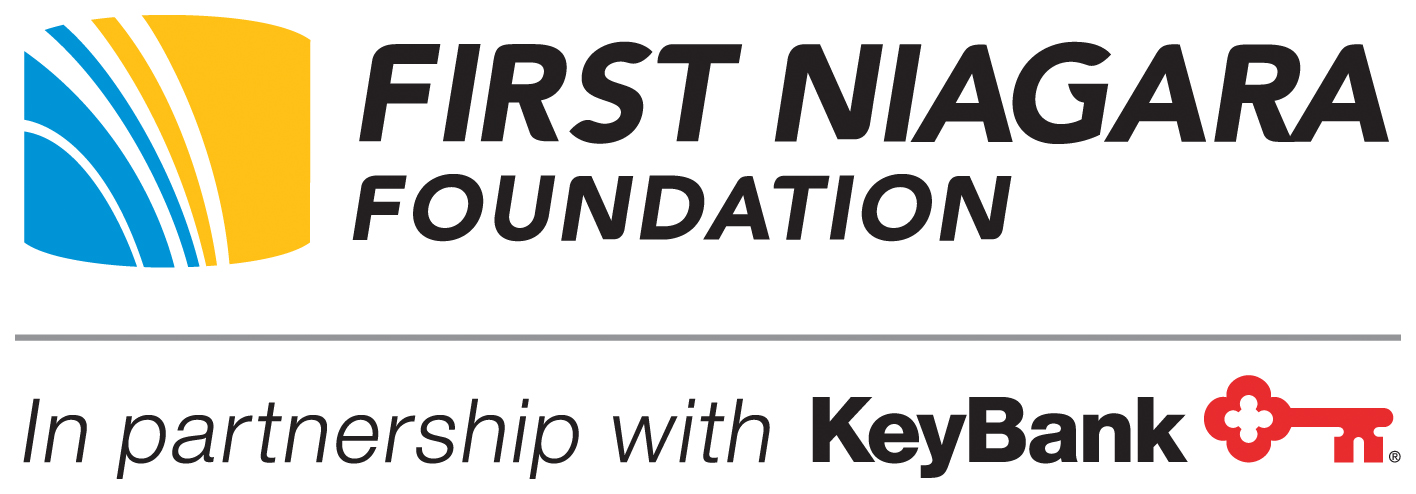 FIRST NIAGARA
FOUNDATION
In partnership with KeyBank ®